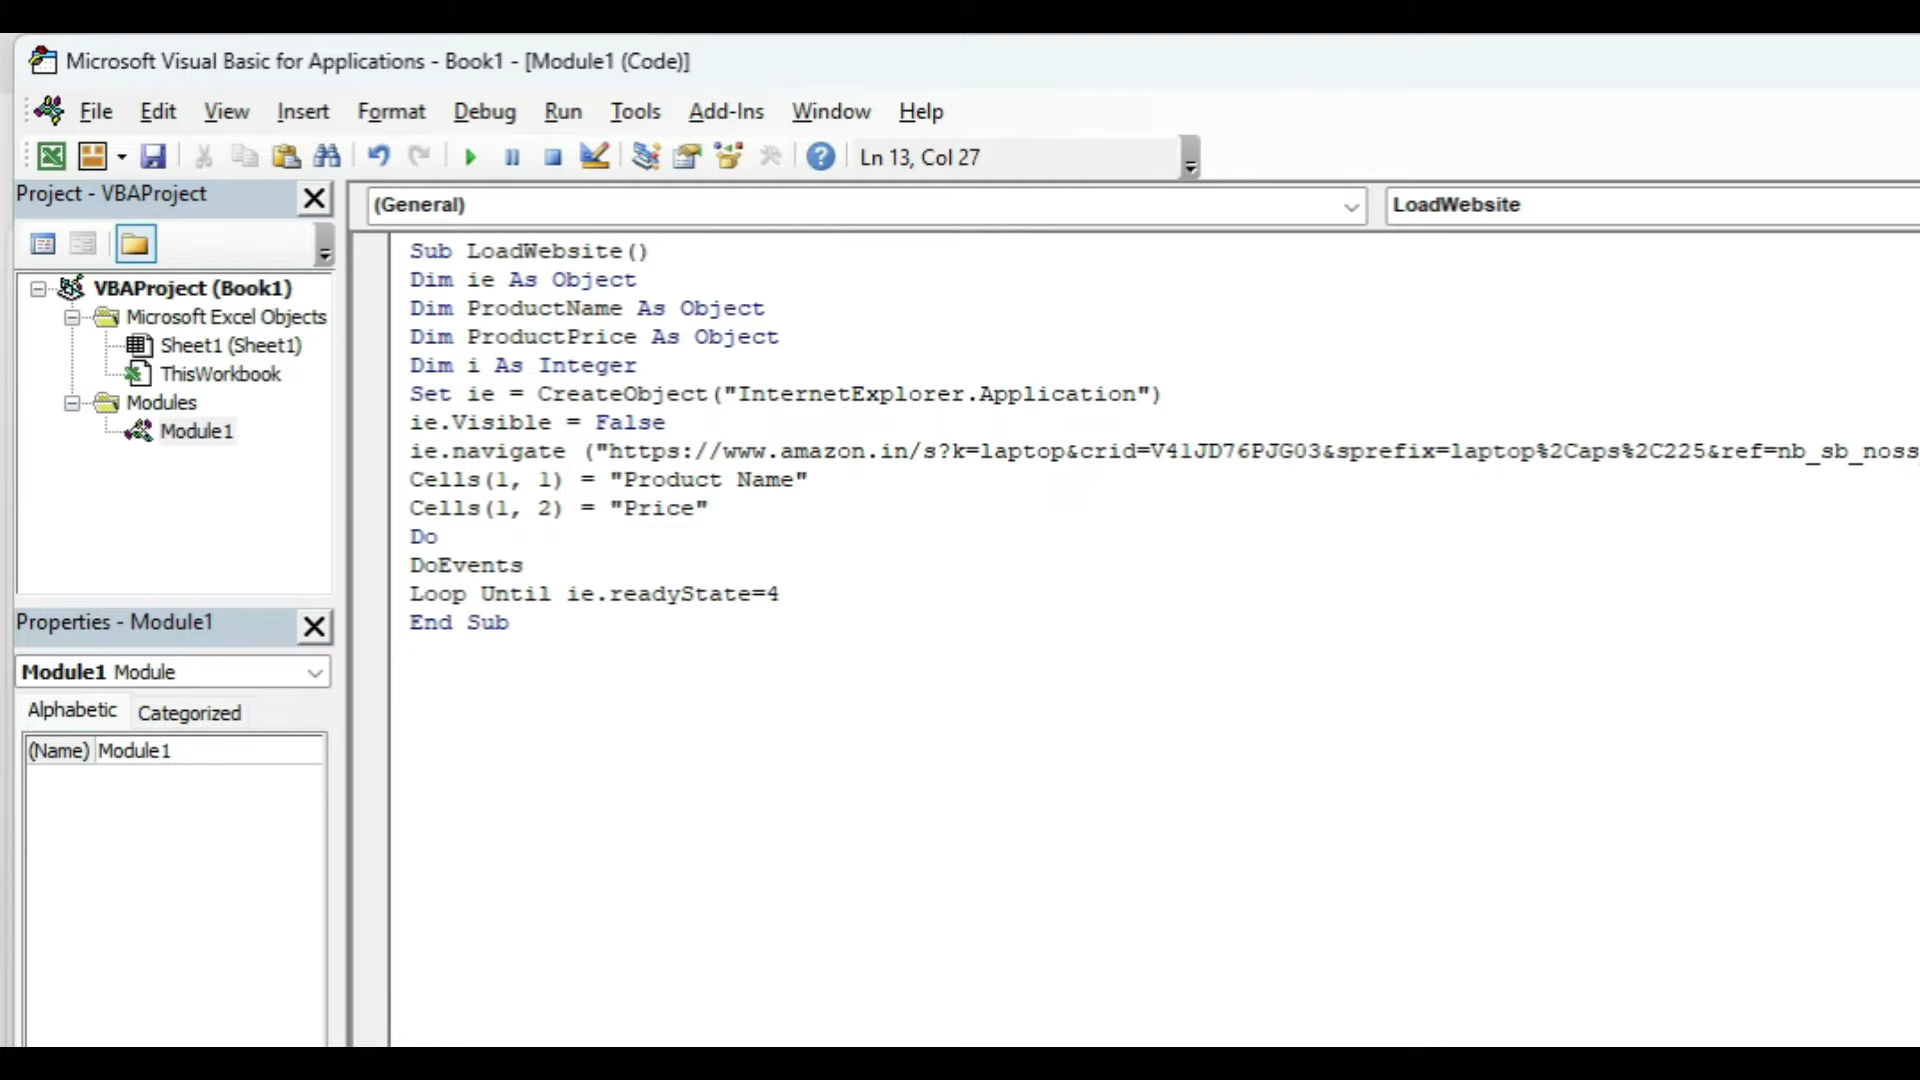 Microsoft Visual Basic for Applications - Book1 - [Module1 (Code)]
File Edit View Insert Format Debug Run Tools Add-Ins Window Help
Ln 13, Col 27
Project - VBAProject
(General)
LoadWebsite
VBAProject (Book1)
Microsoft Excel Objects
Sheet1 (Sheet1)
ThisWorkbook
Modules
Module1
Properties - Module1
Module1 Module
Alphabetic Categorized
(Name) Module1
Sub LoadWebsite()
Dim ie As Object
Dim ProductName As Object
Dim ProductPrice As Object
Dim i As Integer
Set ie = CreateObject("InternetExplorer.Application")
ie.Visible = False
ie.navigate ("https://www.amazon.in/s?k=laptop&crid=V41JD76PJG03&sprefix=laptop%2Caps%2C225&ref=nb_sb_noss
Cells(1, 1) = "Product Name"
Cells(1, 2) = "Price"
Do
DoEvents
Loop Until ie.readyState=4
End Sub